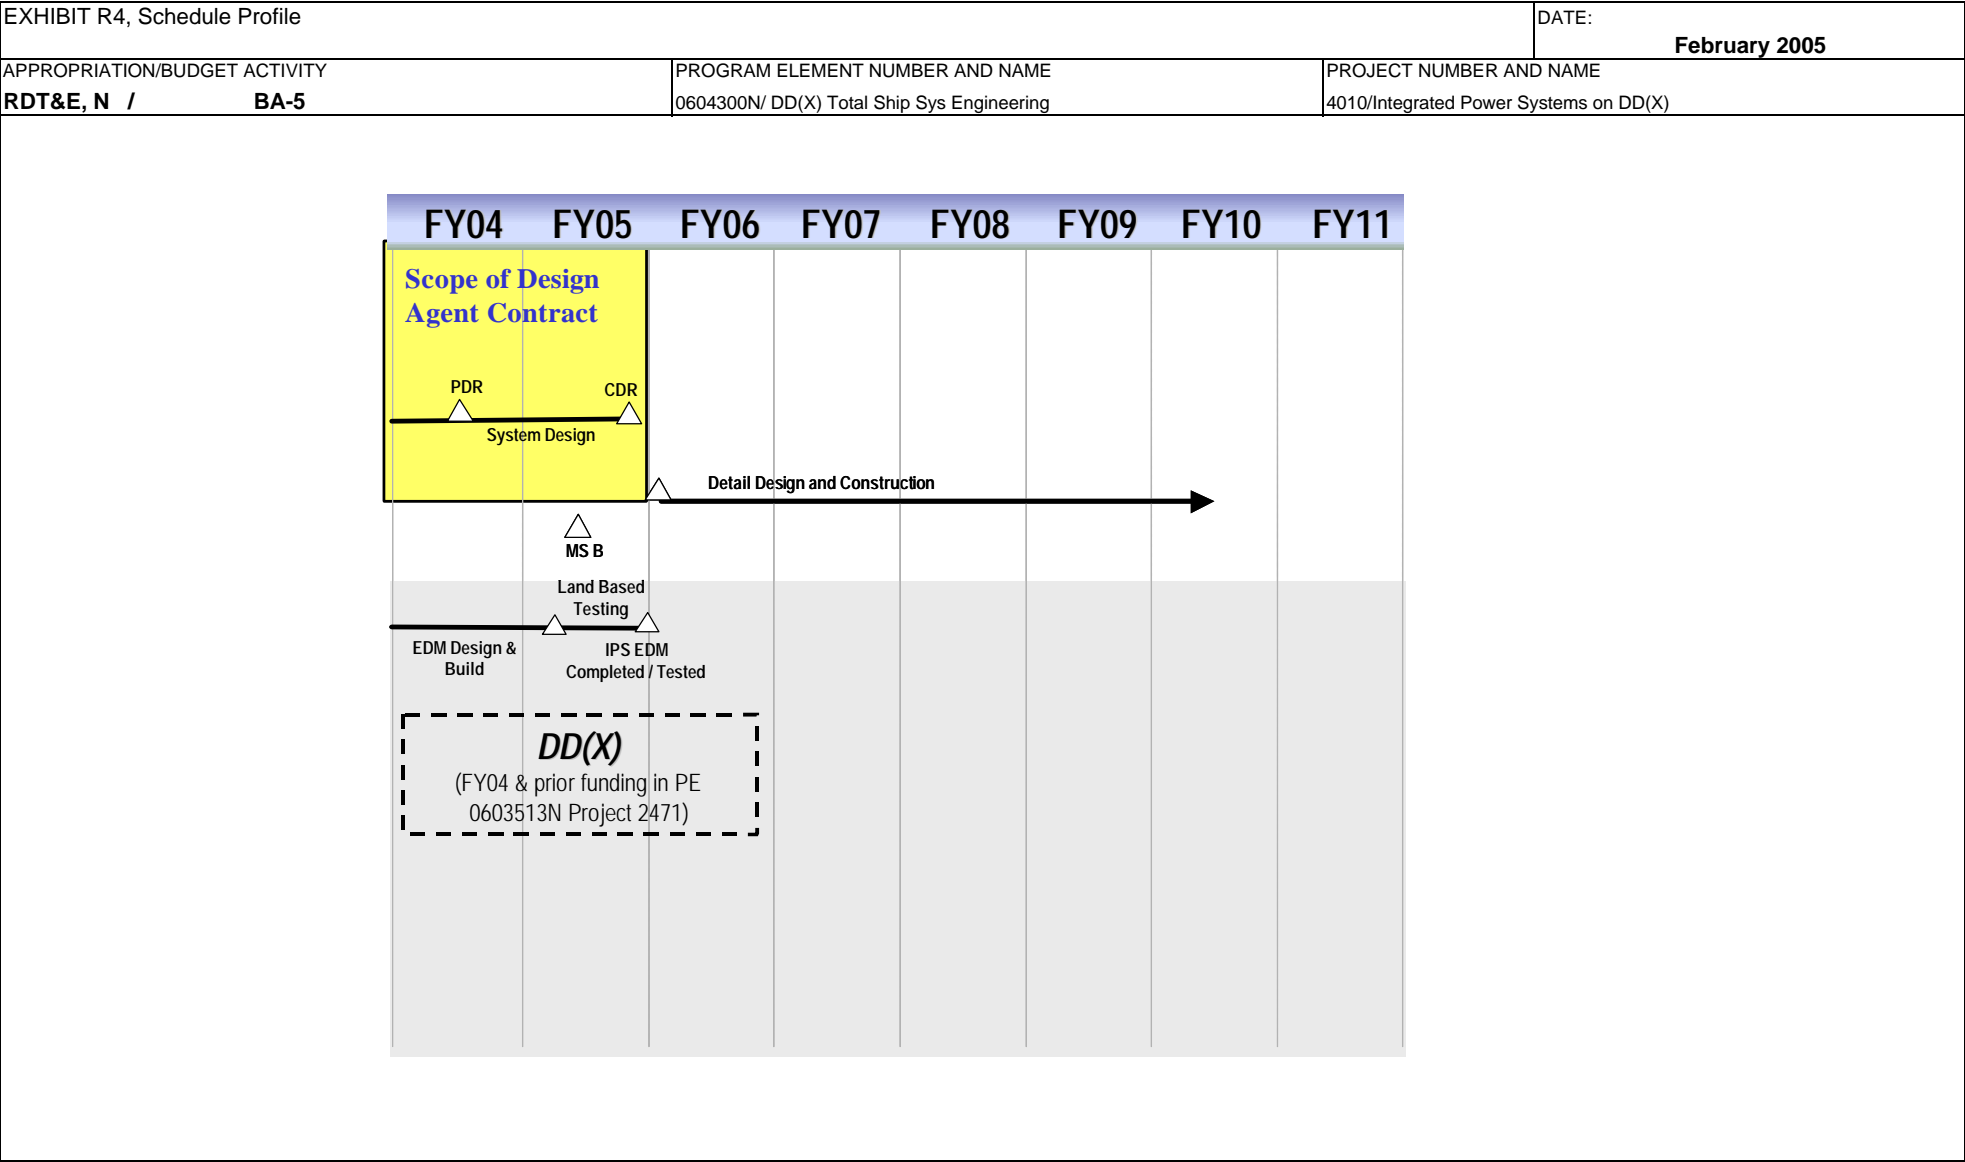 EXHIBIT R4, Schedule Profile
DATE:
February 2005
APPROPRIATION/BUDGET ACTIVITY
PROGRAM ELEMENT NUMBER AND NAME
PROJECT NUMBER AND NAME
RDT&E, N / BA-5
0604300N/ DD(X) Total Ship Sys Engineering
4010/Integrated Power Systems on DD(X)
FY04 FY05 FY06 FY07 FY08 FY09 FY10 FY11
Scope of Design
Agent Contract
PDR
CDR
System Design
Detail Design and Construction
MS B
Land Based
Testing
EDM Design &
Build
IPS EDM
Completed / Tested
DD(X)
(FY04 & prior funding in PE
0603513N Project 2471)